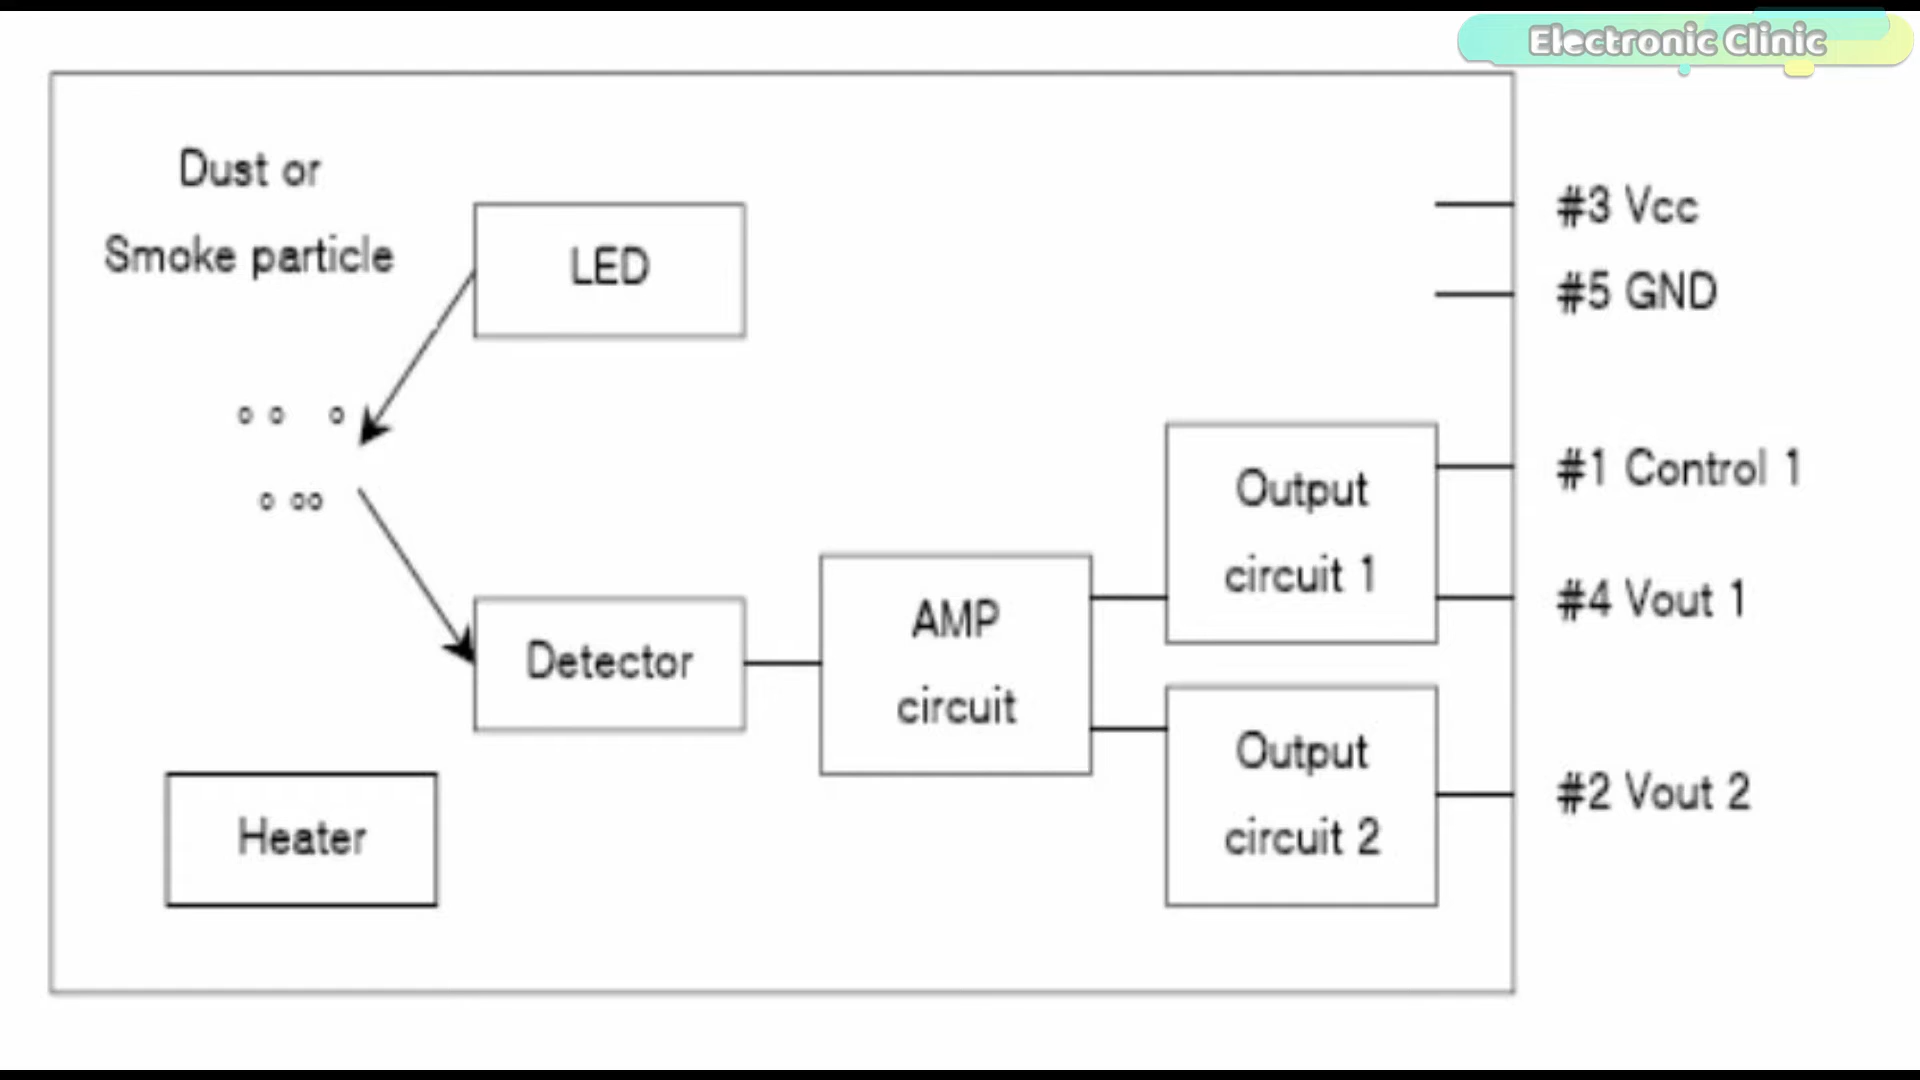 Electronic Clinic
Dust or
Smoke particle
LED
#3 Vcc
#5 GND
Output
circuit 1
#1 Control 1
#4 Vout 1
AMP
circuit
Detector
Output
circuit 2
#2 Vout 2
Heater